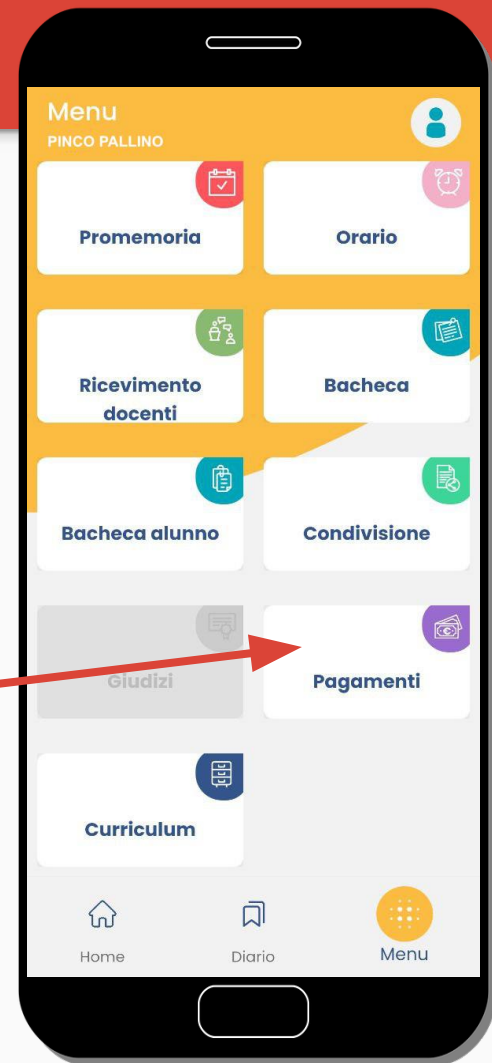 Menu
PINCO PALLINO
Promemoria
Orario
Ricevimento
docenti
Bacheca
Bacheca alunno
Condivisione
Giudizi
Pagamenti
Curriculum
Home
Diario
Menu